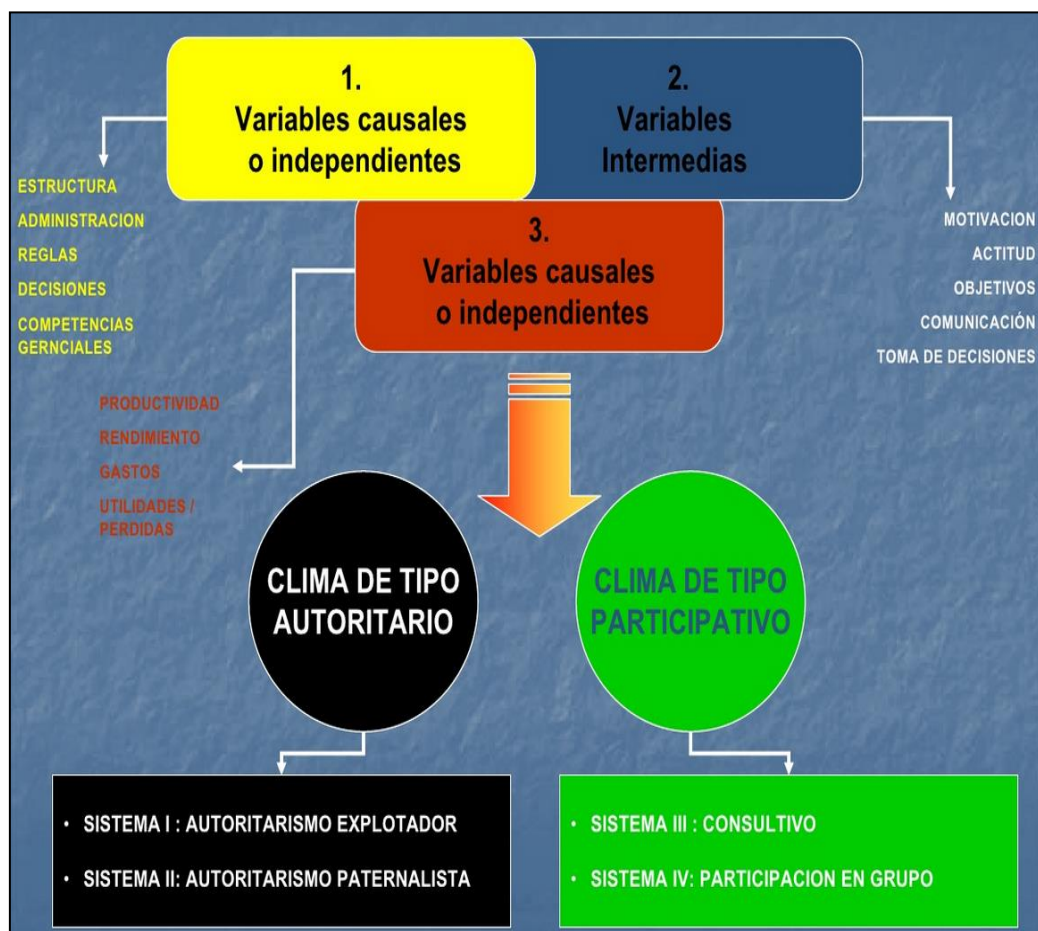 1.
Variables causales
o independientes
2.
Variables
Intermedias
3.
Variables causales
o independientes
ESTRUCTURA
ADMINISTRACION
REGLAS
DECISIONES
COMPETENCIAS
GERNCIALES
MOTIVACION
ACTITUD
OBJETIVOS
COMUNICACIÓN
TOMA DE DECISIONES
PRODUCTIVIDAD
RENDIMIENTO
GASTOS
UTILIDADES /
PERDIDAS
CLIMA DE TIPO
AUTORITARIO
CLIMA DE TIPO
PARTICIPATIVO
• SISTEMA I : AUTORITARISMO EXPLOTADOR
• SISTEMA II: AUTORITARISMO PATERNALISTA
• SISTEMA III : CONSULTIVO
• SISTEMA IV: PARTICIPACION EN GRUPO